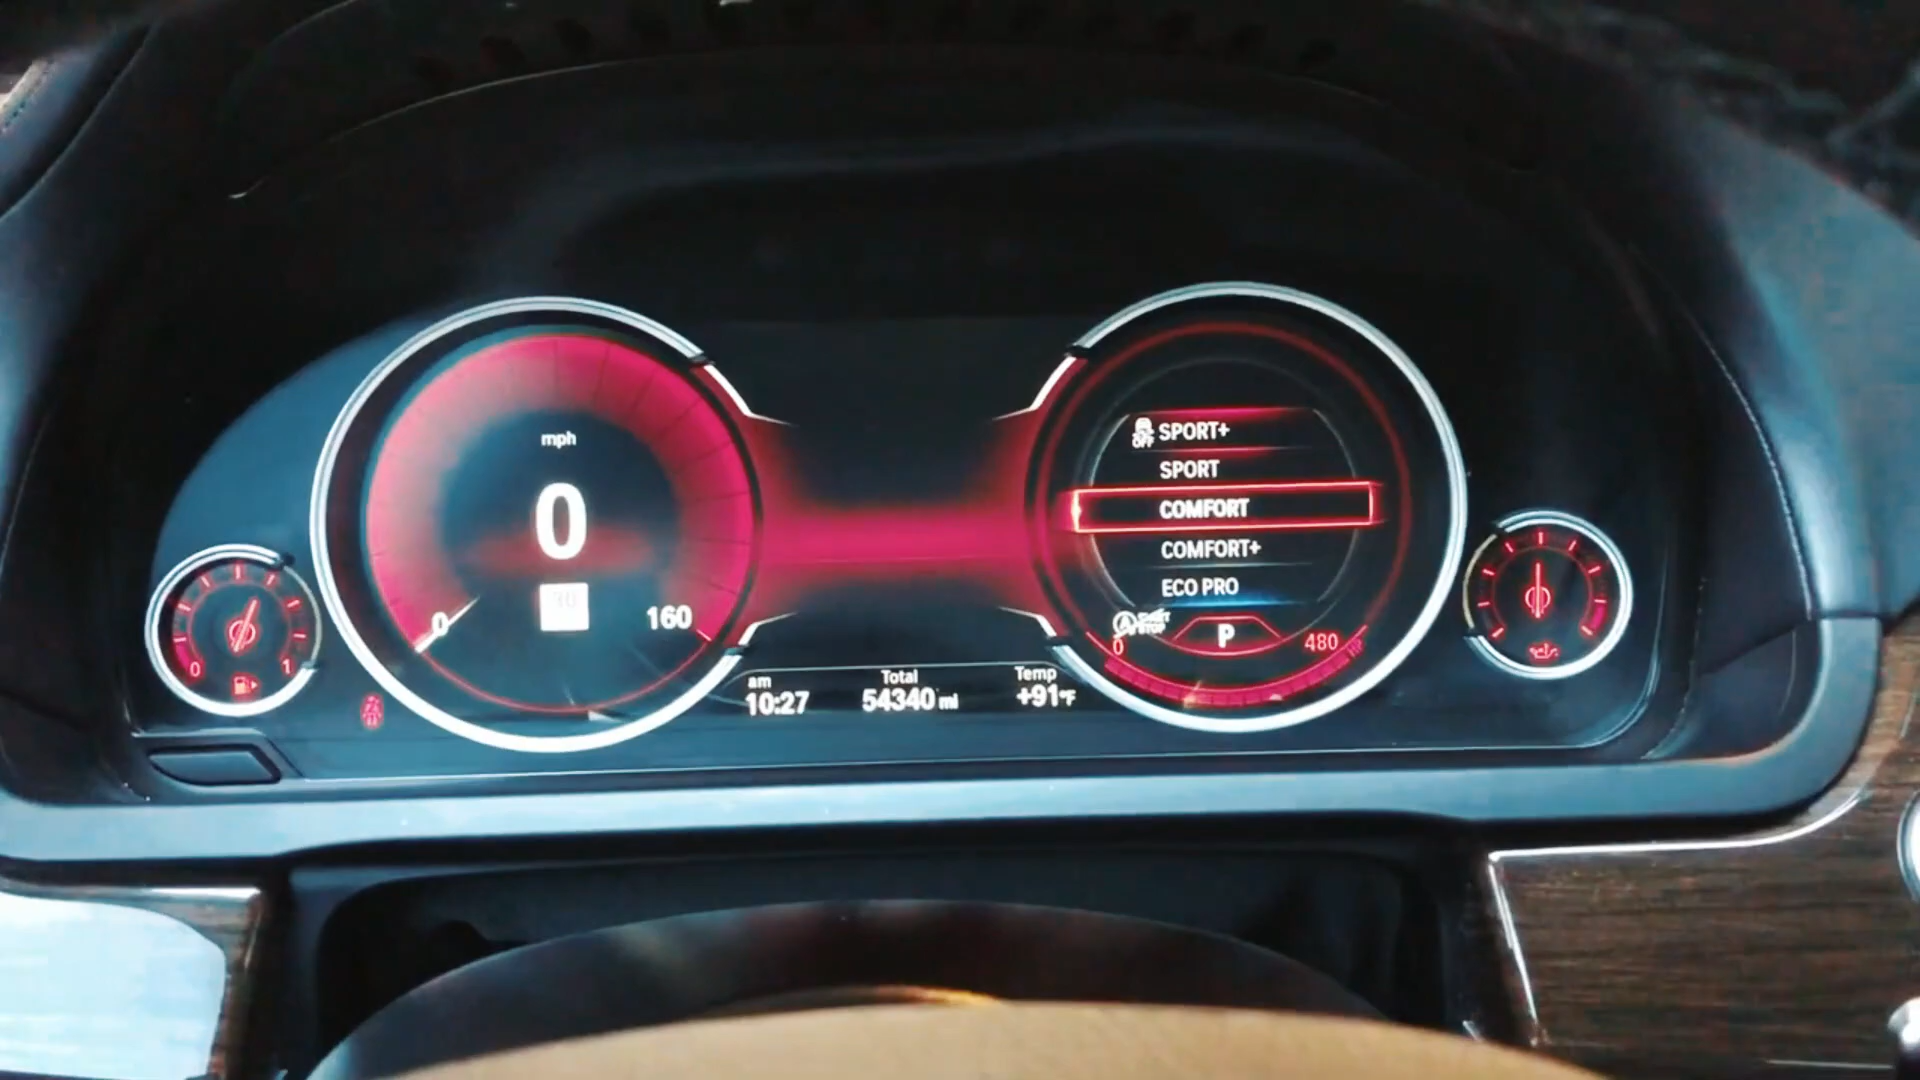 mph
0
0
160
0
1
am
10:27
Total
54340 mi
Temp
+91°F
OFF SPORT+
SPORT
COMFORT
COMFORT+
ECO PRO
P
0
480